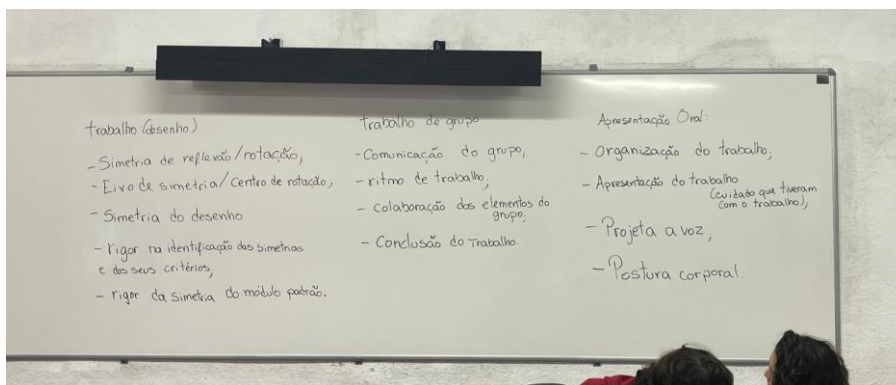 trabalho (desenho)
- Simetria de reflexão/rotação,
- Eixo de simetria/Centro de rotação,
- Simetria do desenho
- rigor na identificação das simetrias
e dos seus critérios,
- rigor da simetria do módulo padrão.
trabalho de grupo
- Comunicação do grupo,
- ritmo de trabalho,
- Colaboração dos elementos do
grupo,
- Conclusão do Trabalho
Apresentação Oral:
- Organização do trabalho,
- Apresentação do trabalho
(cuidado que tiveram
com o trabalho),
- Projeta a voz,
- Postura corporal.